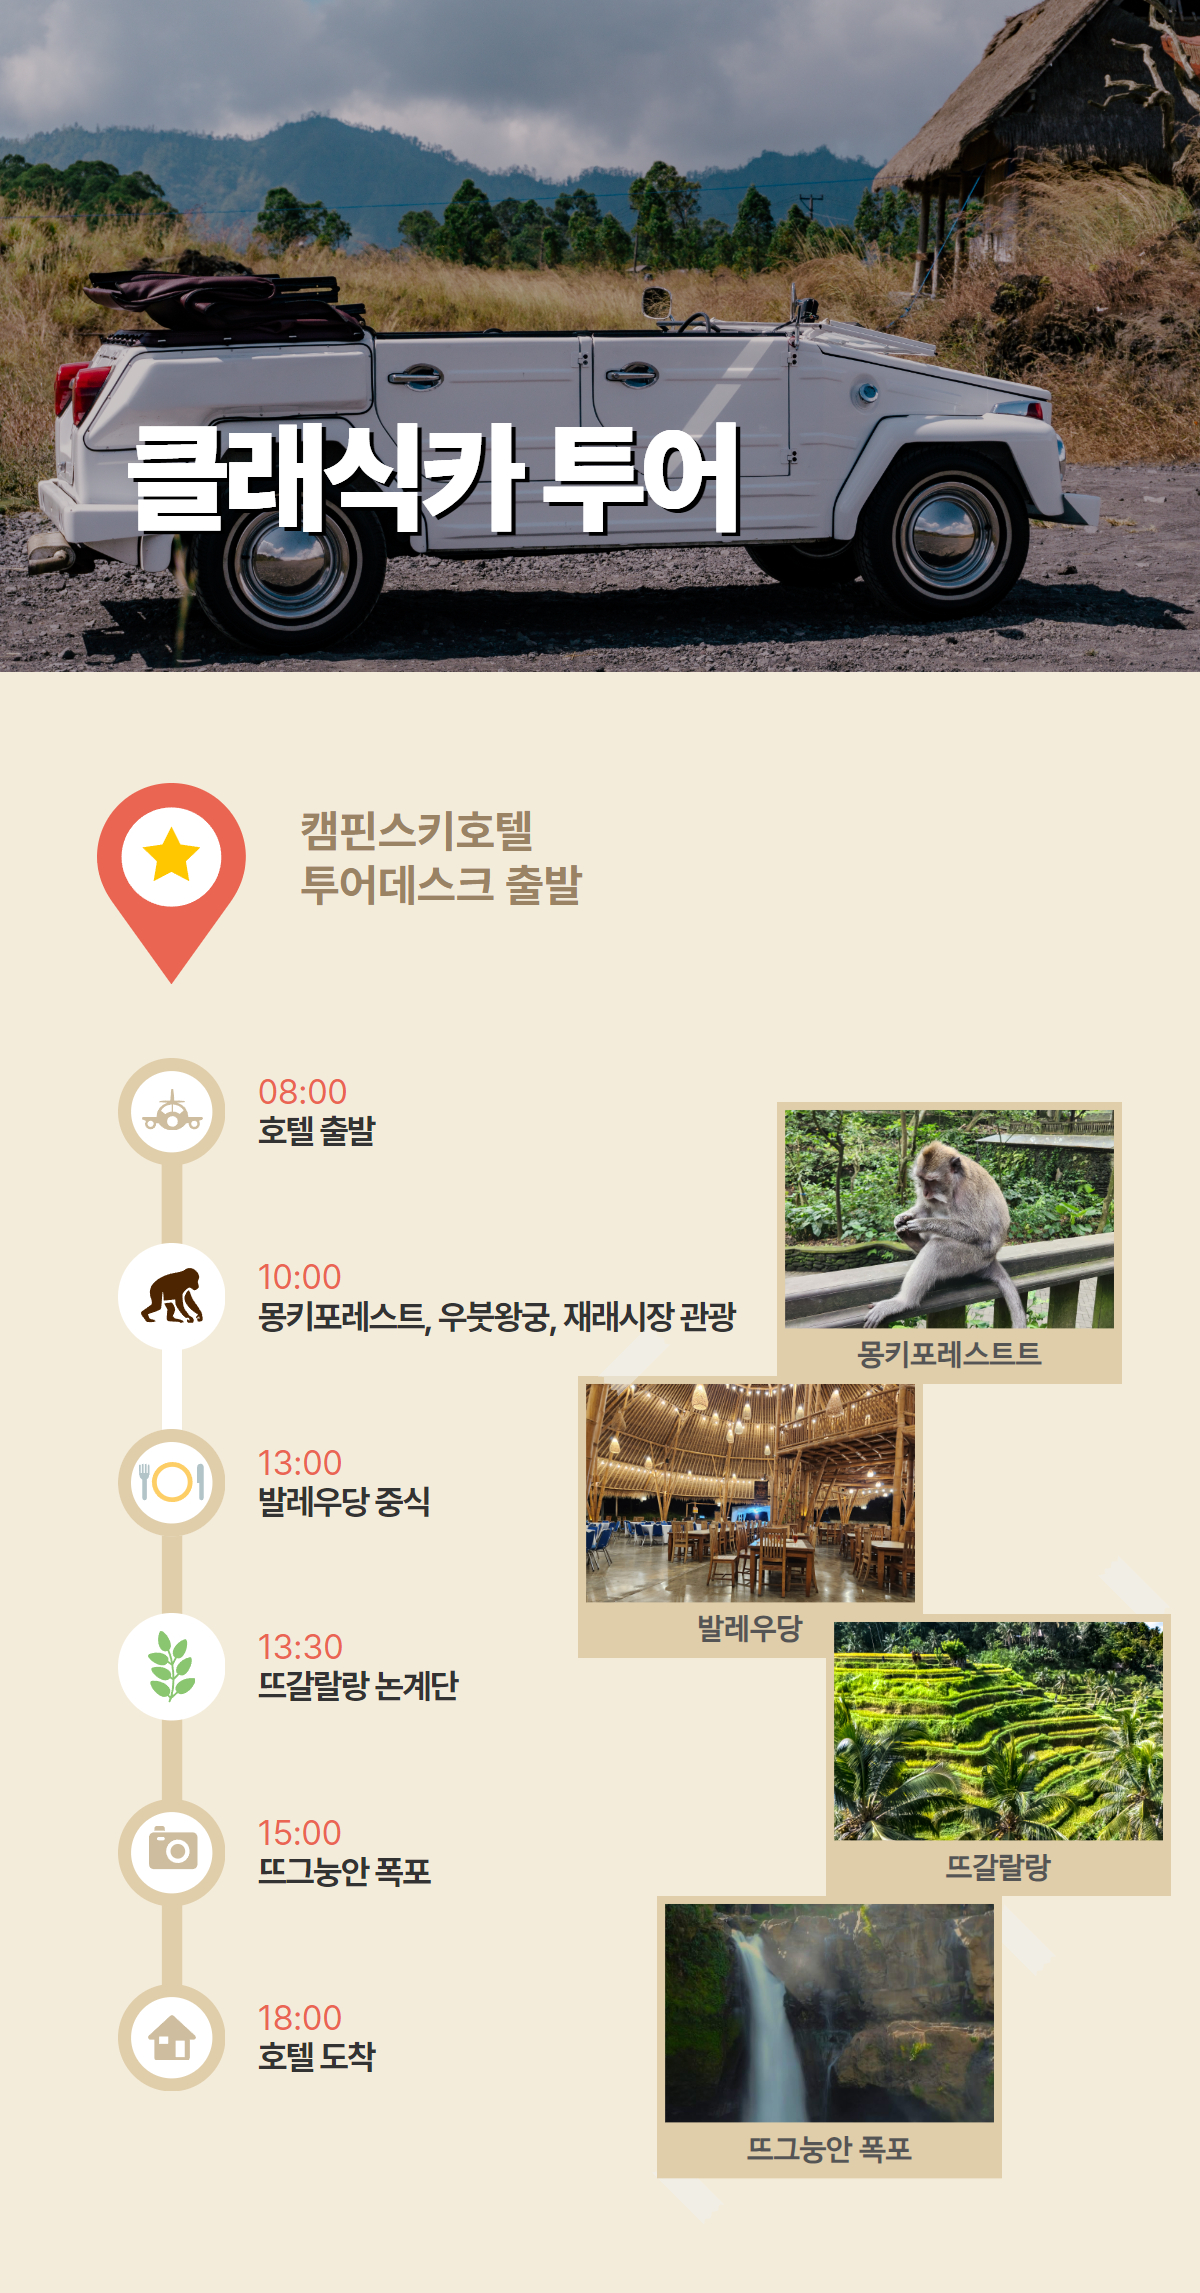 클래식카 투어
캠핀스키호텔
투어데스크 출발
08:00
호텔 출발
10:00
몽키포레스트, 우붓왕궁, 재래시장 관광
몽키포레스트트
13:00
발레우당 중식
발레우당
13:30
뜨갈랄랑 논계단
뜨갈랄랑
15:00
뜨그눙안 폭포
18:00
호텔 도착
뜨그눙안 폭포